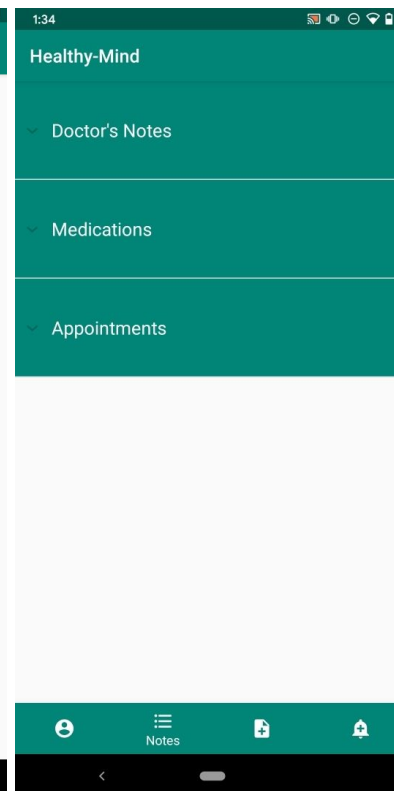 1:34
Healthy-Mind
Doctor's Notes
Medications
Appointments
Notes